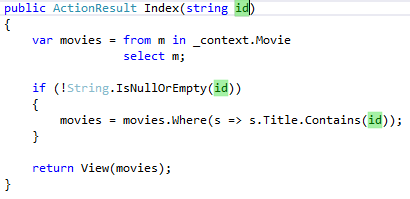 public ActionResult Index(string id)
{
    var movies = from m in _context.Movie
                 select m;
    if (!String.IsNullOrEmpty(id))
    {
        movies = movies.Where(s => s.Title.Contains(id));
    }
    return View(movies);
}